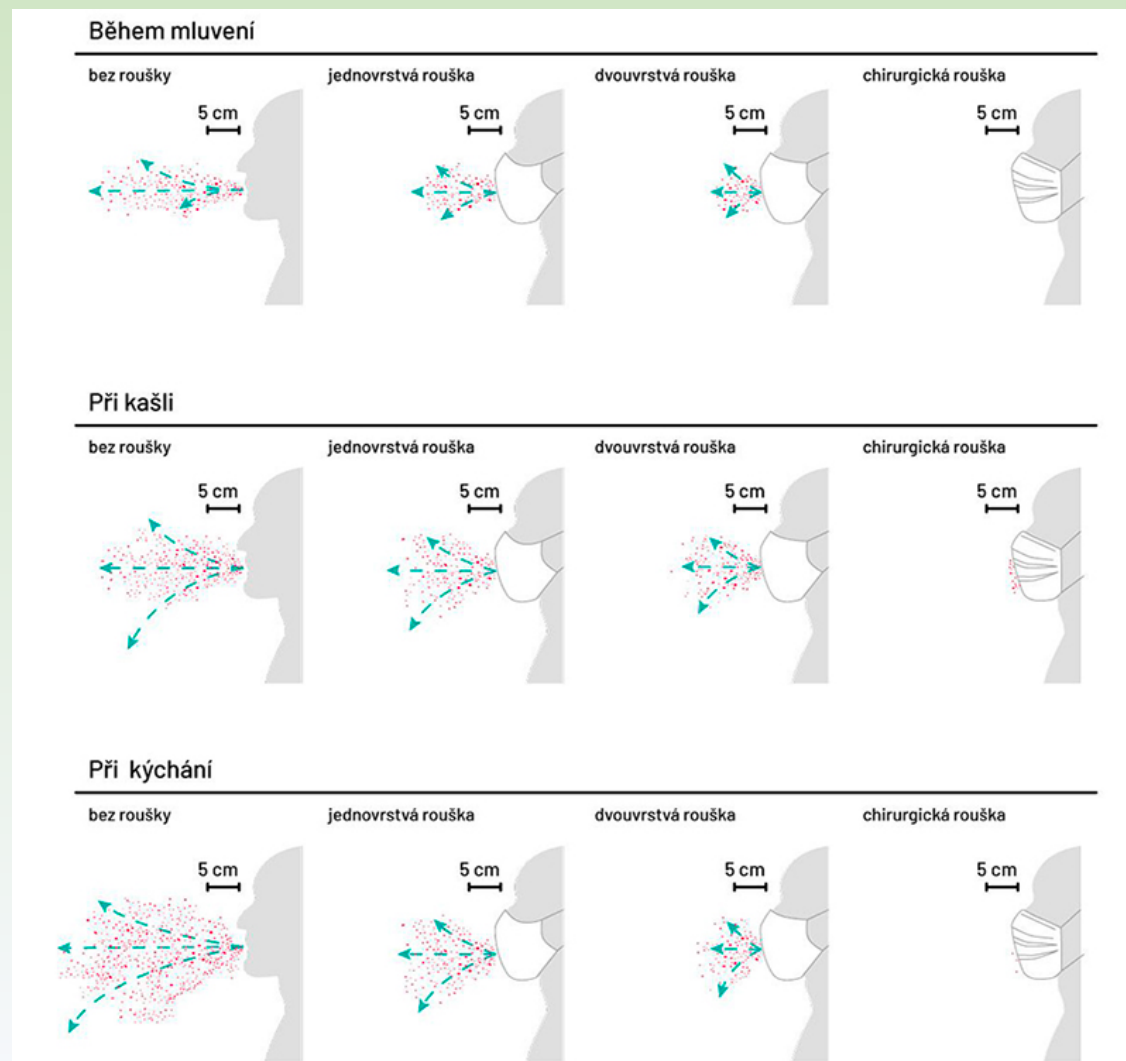 Během mluvení
bez roušky
jednovrstvá rouška
dvouvrstvá rouška
chirurgická rouška
5 cm
5 cm
5 cm
5 cm
Při kašli
bez roušky
jednovrstvá rouška
dvouvrstvá rouška
chirurgická rouška
5 cm
5 cm
5 cm
5 cm
Při kýchání
bez roušky
jednovrstvá rouška
dvouvrstvá rouška
chirurgická rouška
5 cm
5 cm
5 cm
5 cm